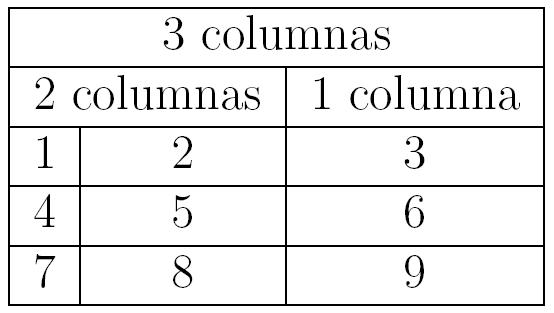 3 columnas
2 columnas 1 columna
1 2 3
4 5 6
7 8 9